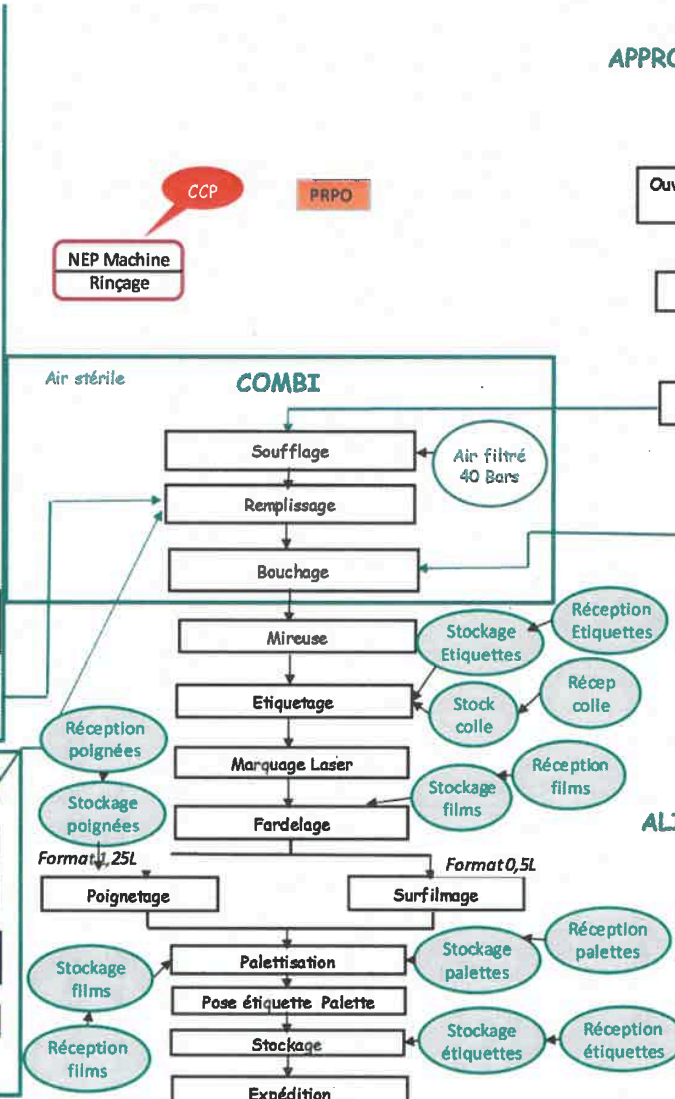 CCP
PRPO
NEP Machine
Rinçage
Air stérile
COMBI
Soufflage
Air filtré
40 Bars
Remplissage
Bouchage
Mireuse
Stockage
Etiquettes
Réception
Etiquettes
Etiquetage
Stock
colle
Récep
colle
Réception
poignées
Marquage Laser
Stockage
films
Réception
films
Stockage
poignées
Fardelage
Format 1,25L
Format 0,5L
Poignetage
Surfilmage
Palettisation
Stockage
palettes
Réception
palettes
Stockage
films
Pose étiquette Palette
Réception
films
Stockage
Stockage
étiquettes
Réception
étiquettes
Expédition